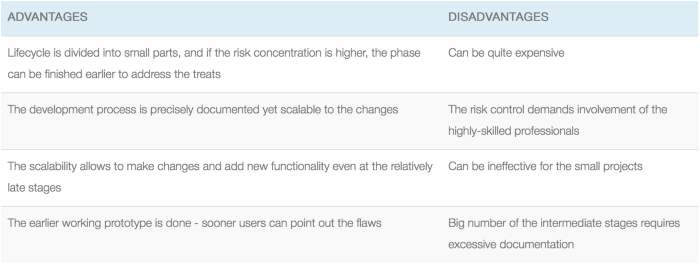 ADVANTAGES DISADVANTAGES
Lifecycle is divided into small parts, and if the risk concentration is higher, the phase
can be finished earlier to address the treats
Can be quite expensive
The development process is precisely documented yet scalable to the changes
The risk control demands involvement of the
highly-skilled professionals
The scalability allows to make changes and add new functionality even at the relatively
late stages
Can be ineffective for the small projects
The earlier working prototype is done - sooner users can point out the flaws
Big number of the intermediate stages requires
excessive documentation